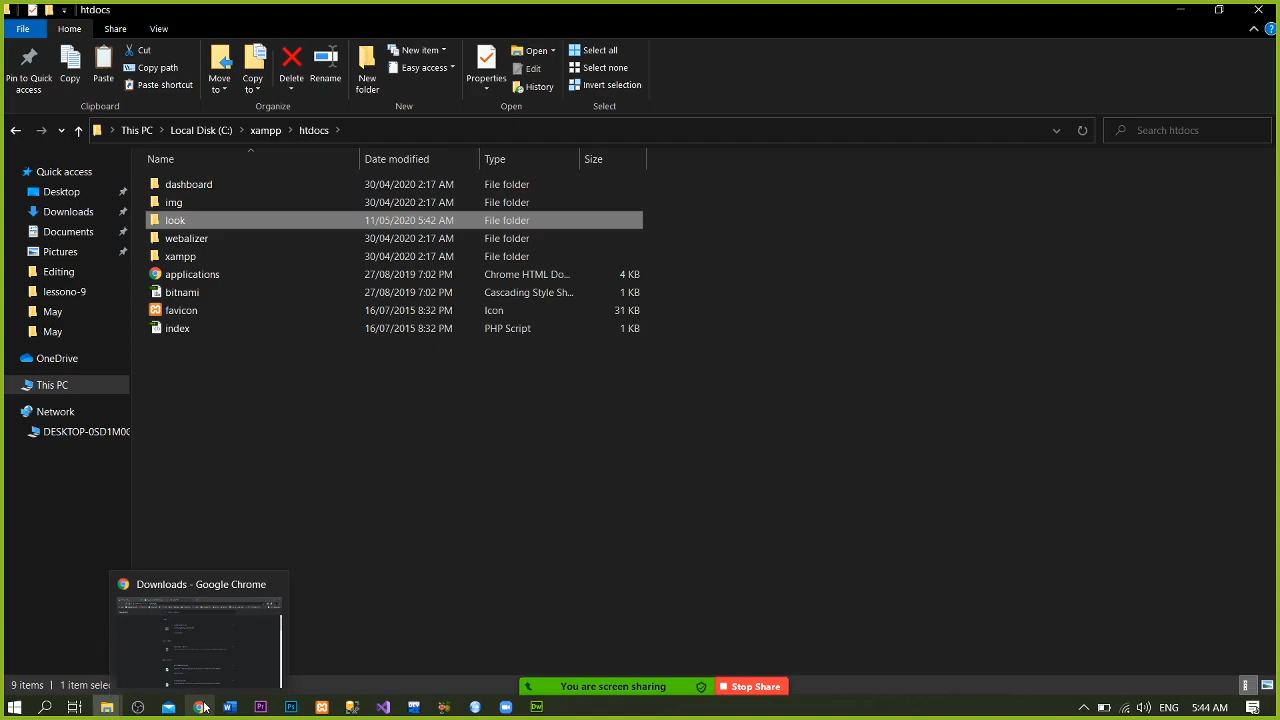 htdocs
File Home Share View
Pin to Quick access
Copy
Paste
Cut
Copy path
Paste shortcut
Clipboard
Move to
Copy to
Delete
Rename
Organize
New folder
New item
Easy access
New
Properties
Open
Edit
History
Open
Select all
Select none
Invert selection
Select
This PC > Local Disk (C:) > xampp > htdocs >
Search htdocs
Name Date modified Type Size
dashboard 30/04/2020 2:17 AM File folder
img 30/04/2020 2:17 AM File folder
look 11/05/2020 5:42 AM File folder
webalizer 30/04/2020 2:17 AM File folder
xampp 30/04/2020 2:17 AM File folder
applications 27/08/2019 7:02 PM Chrome HTML Do... 4 KB
bitnami 27/08/2019 7:02 PM Cascading Style Sh... 1 KB
favicon 16/07/2015 8:32 PM Icon 31 KB
index 16/07/2015 8:32 PM PHP Script 1 KB
Quick access
Desktop
Downloads
Documents
Pictures
Editing
lessono-9
May
May
OneDrive
This PC
Network
DESKTOP-0SD1M0
Downloads - Google Chrome
9 items 1 item selec
You are screen sharing Stop Share
ENG 5:44 AM